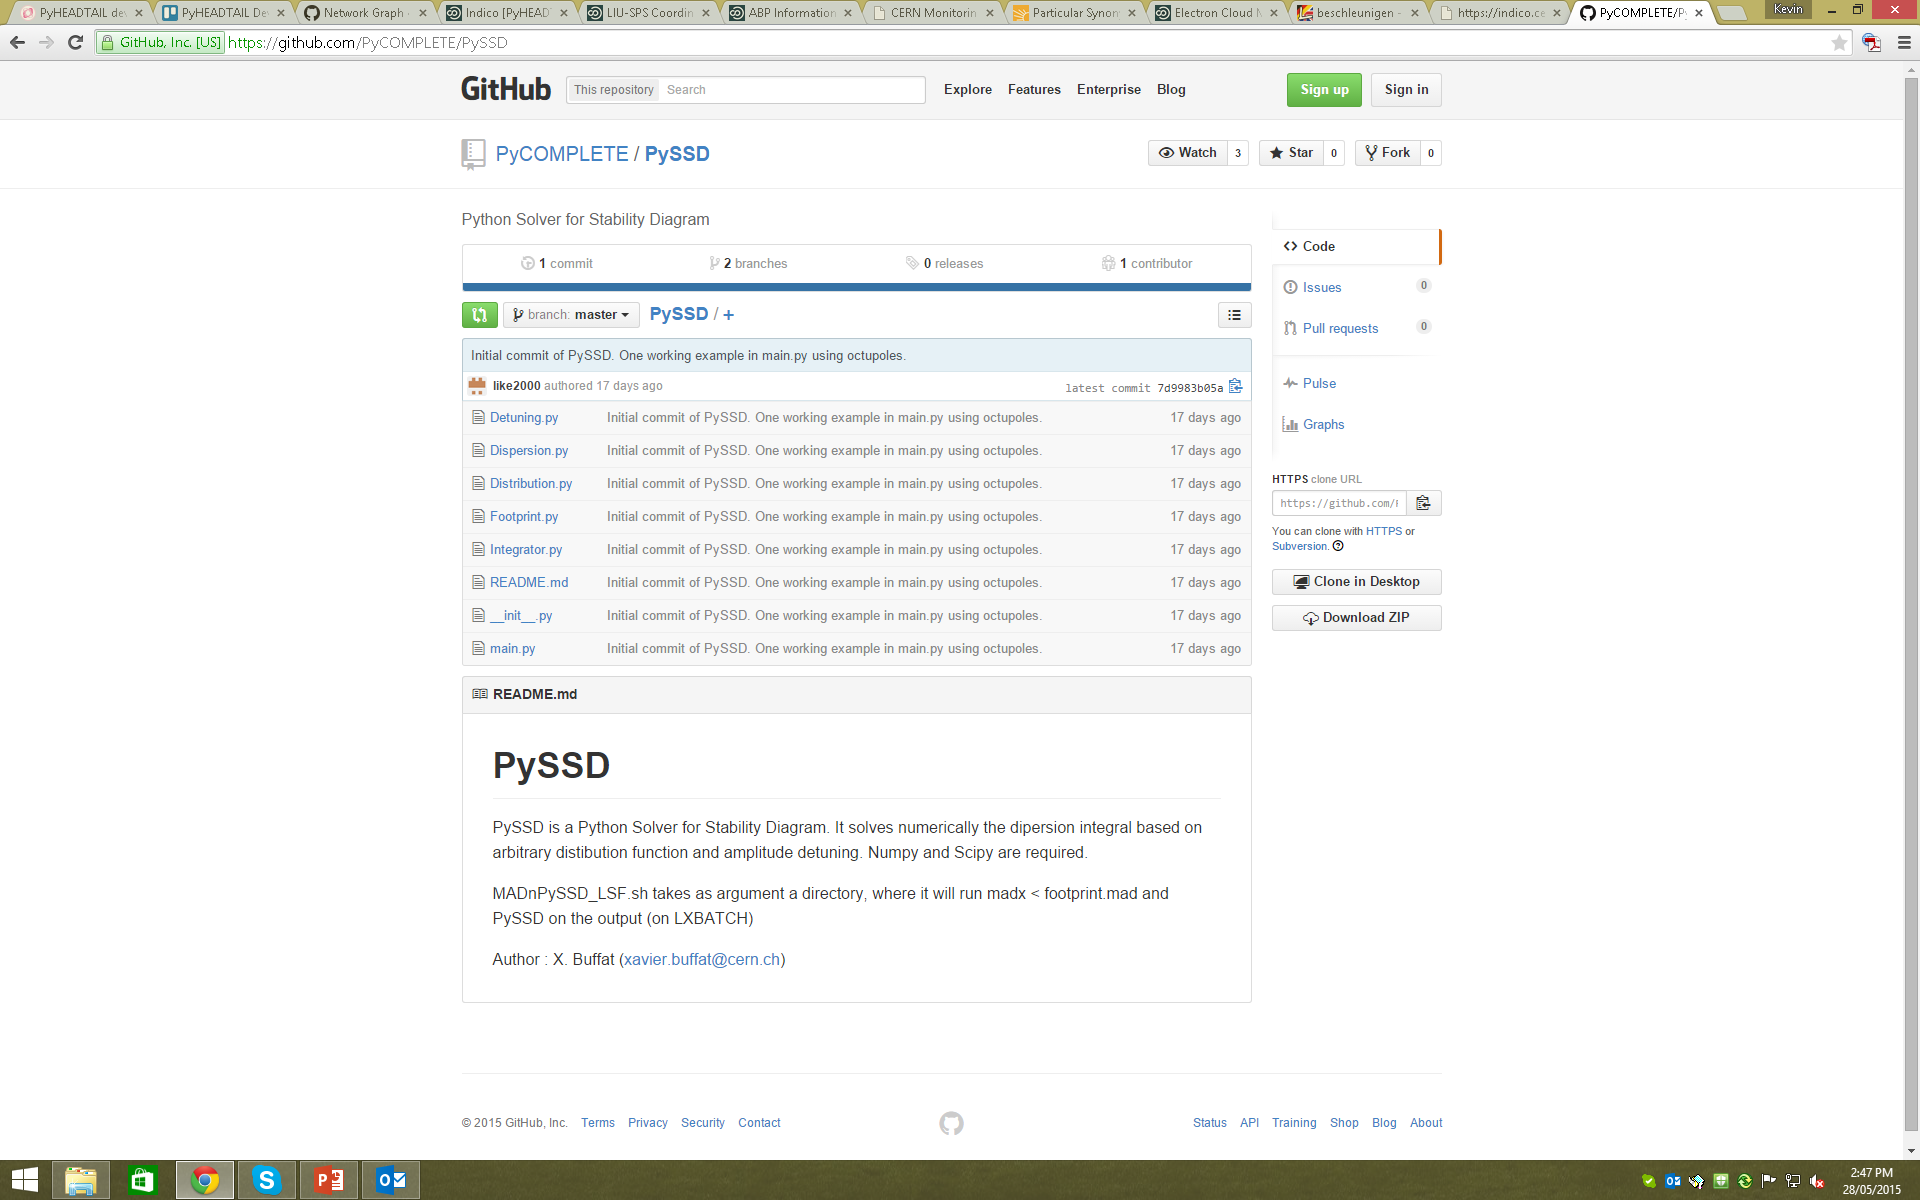 PyHEADTAIL dev
PyHEADTAIL De
Network Graph
Indico [PyHEAD
LIU-SPS Coordin
ABP Information
CERN Monitorin
Particular Synon
Electron Cloud
beschleunigen -
https://indico.ce
PyCOMPLETE/P
Kevin
GitHub, Inc. [US] https://github.com/PyCOMPLETE/PySSD
GitHub This repository Search Explore Features Enterprise Blog Sign up Sign in
PyCOMPLETE / PySSD Watch 3 Star 0 Fork 0
Python Solver for Stability Diagram
1 commit 2 branches 0 releases 1 contributor
branch: master PySSD / +
Initial commit of PySSD. One working example in main.py using octupoles.
like2000 authored 17 days ago latest commit 7d9983b05a
Detuning.py Initial commit of PySSD. One working example in main.py using octupoles. 17 days ago
Dispersion.py Initial commit of PySSD. One working example in main.py using octupoles. 17 days ago
Distribution.py Initial commit of PySSD. One working example in main.py using octupoles. 17 days ago
Footprint.py Initial commit of PySSD. One working example in main.py using octupoles. 17 days ago
Integrator.py Initial commit of PySSD. One working example in main.py using octupoles. 17 days ago
README.md Initial commit of PySSD. One working example in main.py using octupoles. 17 days ago
__init__.py Initial commit of PySSD. One working example in main.py using octupoles. 17 days ago
main.py Initial commit of PySSD. One working example in main.py using octupoles. 17 days ago
Code
Issues 0
Pull requests 0
Pulse
Graphs
HTTPS clone URL
https://github.com/
You can clone with HTTPS or
Subversion.
Clone in Desktop
Download ZIP
README.md
PySSD
PySSD is a Python Solver for Stability Diagram. It solves numerically the dipersion integral based on
arbitrary distibution function and amplitude detuning. Numpy and Scipy are required.
MADnPySSD_LSF.sh takes as argument a directory, where it will run madx < footprint.mad and
PySSD on the output (on LXBATCH)
Author : X. Buffat (xavier.buffat@cern.ch)
© 2015 GitHub, Inc. Terms Privacy Security Contact Status API Training Shop Blog About
2:47 PM
28/05/2015